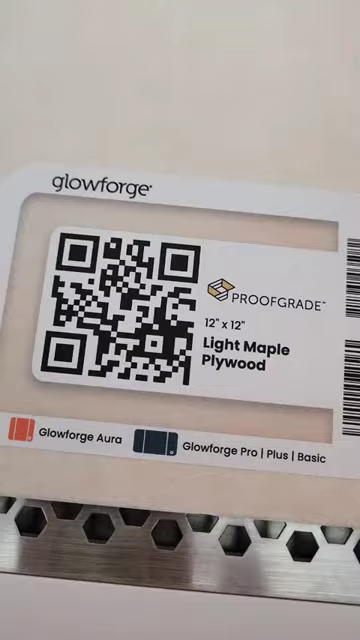 glowforge
PROOFGRADE™
12" x 12"
Light Maple
Plywood
Glowforge Aura
Glowforge Pro | Plus | Basic